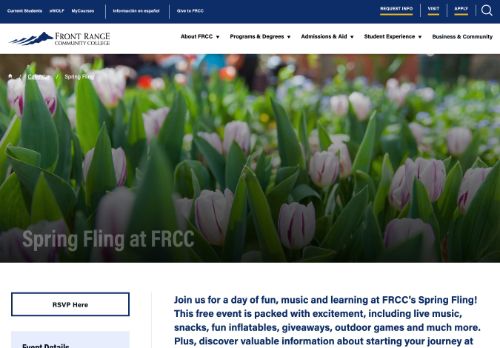 Current Students eWOLF MyCourses Información en español Give to FRCC REQUEST INFO VISIT APPLY
FRONT RANGE
COMMUNITY COLLEGE
About FRCC Programs & Degrees Admissions & Aid Student Experience Business & Community
/ Calendar / Spring Fling
Spring Fling at FRCC
RSVP Here
Event Details
Join us for a day of fun, music and learning at FRCC's Spring Fling!
This free event is packed with excitement, including live music,
snacks, fun inflatables, giveaways, outdoor games and much more.
Plus, discover valuable information about starting your journey at